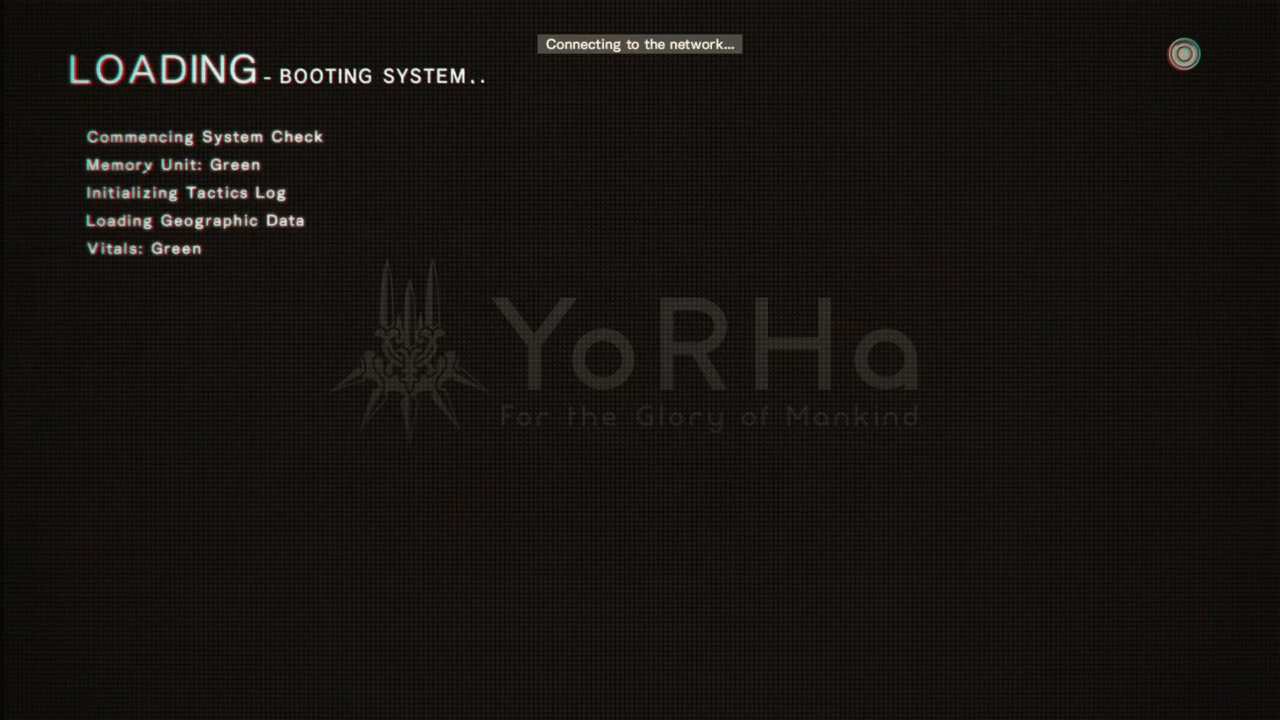 Connecting to the network...
LOADING - BOOTING SYSTEM..
Commencing System Check
Memory Unit: Green
Initializing Tactics Log
Loading Geographic Data
Vitals: Green
YoRHa
For the Glory of Mankind